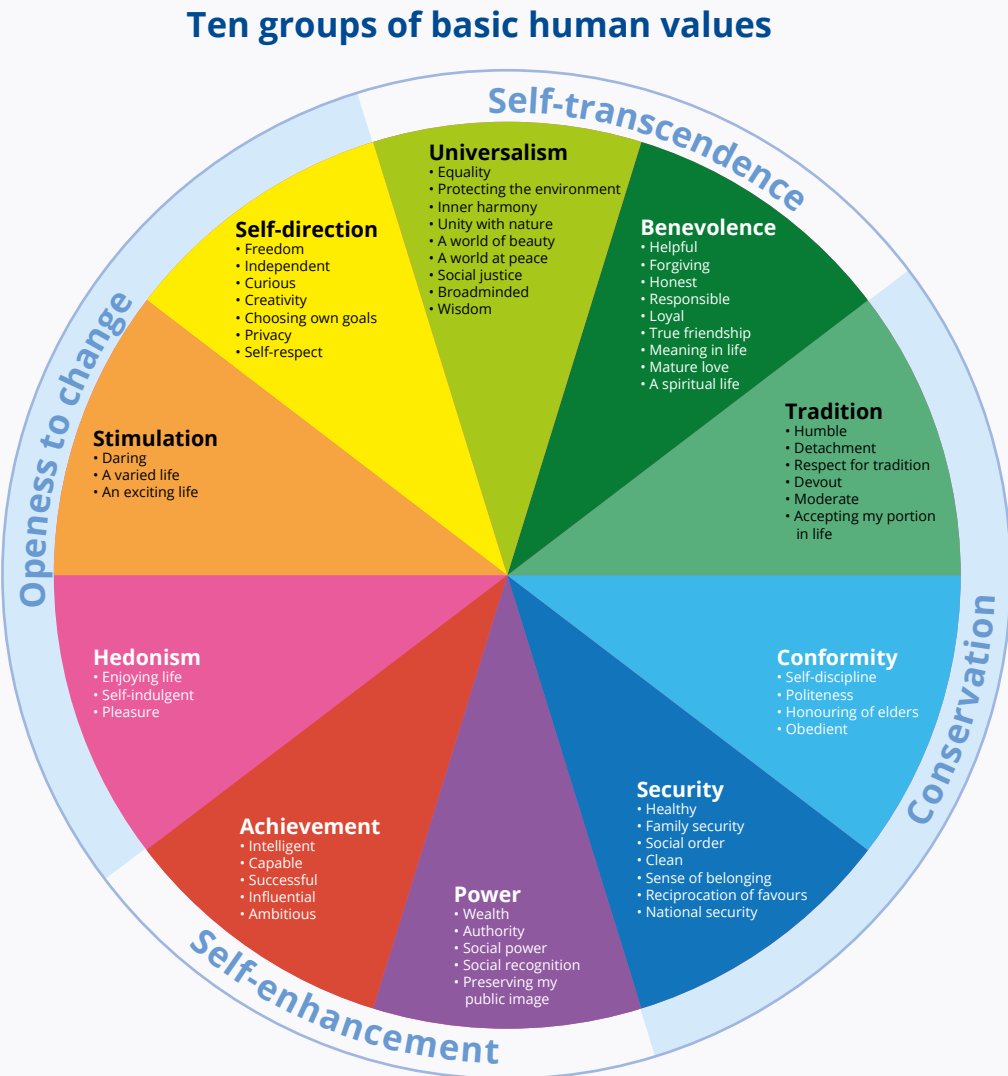 Ten groups of basic human values
Self-transcendence
Universalism
• Equality
• Protecting the environment
• Inner harmony
• Unity with nature
• A world of beauty
• A world at peace
• Social justice
• Broadminded
• Wisdom
Benevolence
• Helpful
• Forgiving
• Honest
• Responsible
• Loyal
• True friendship
• Meaning in life
• Mature love
• A spiritual life
Conservation
Tradition
• Humble
• Detachment
• Respect for tradition
• Devout
• Moderate
• Accepting my portion
in life
Conformity
• Self-discipline
• Politeness
• Honouring of elders
• Obedient
Security
• Healthy
• Family security
• Social order
• Clean
• Sense of belonging
• Reciprocation of favours
• National security
Self-enhancement
Power
• Wealth
• Authority
• Social power
• Social recognition
• Preserving my
public image
Achievement
• Intelligent
• Capable
• Successful
• Influential
• Ambitious
Openess to change
Hedonism
• Enjoying life
• Self-indulgent
• Pleasure
Stimulation
• Daring
• A varied life
• An exciting life
Self-direction
• Freedom
• Independent
• Curious
• Creativity
• Choosing own goals
• Privacy
• Self-respect